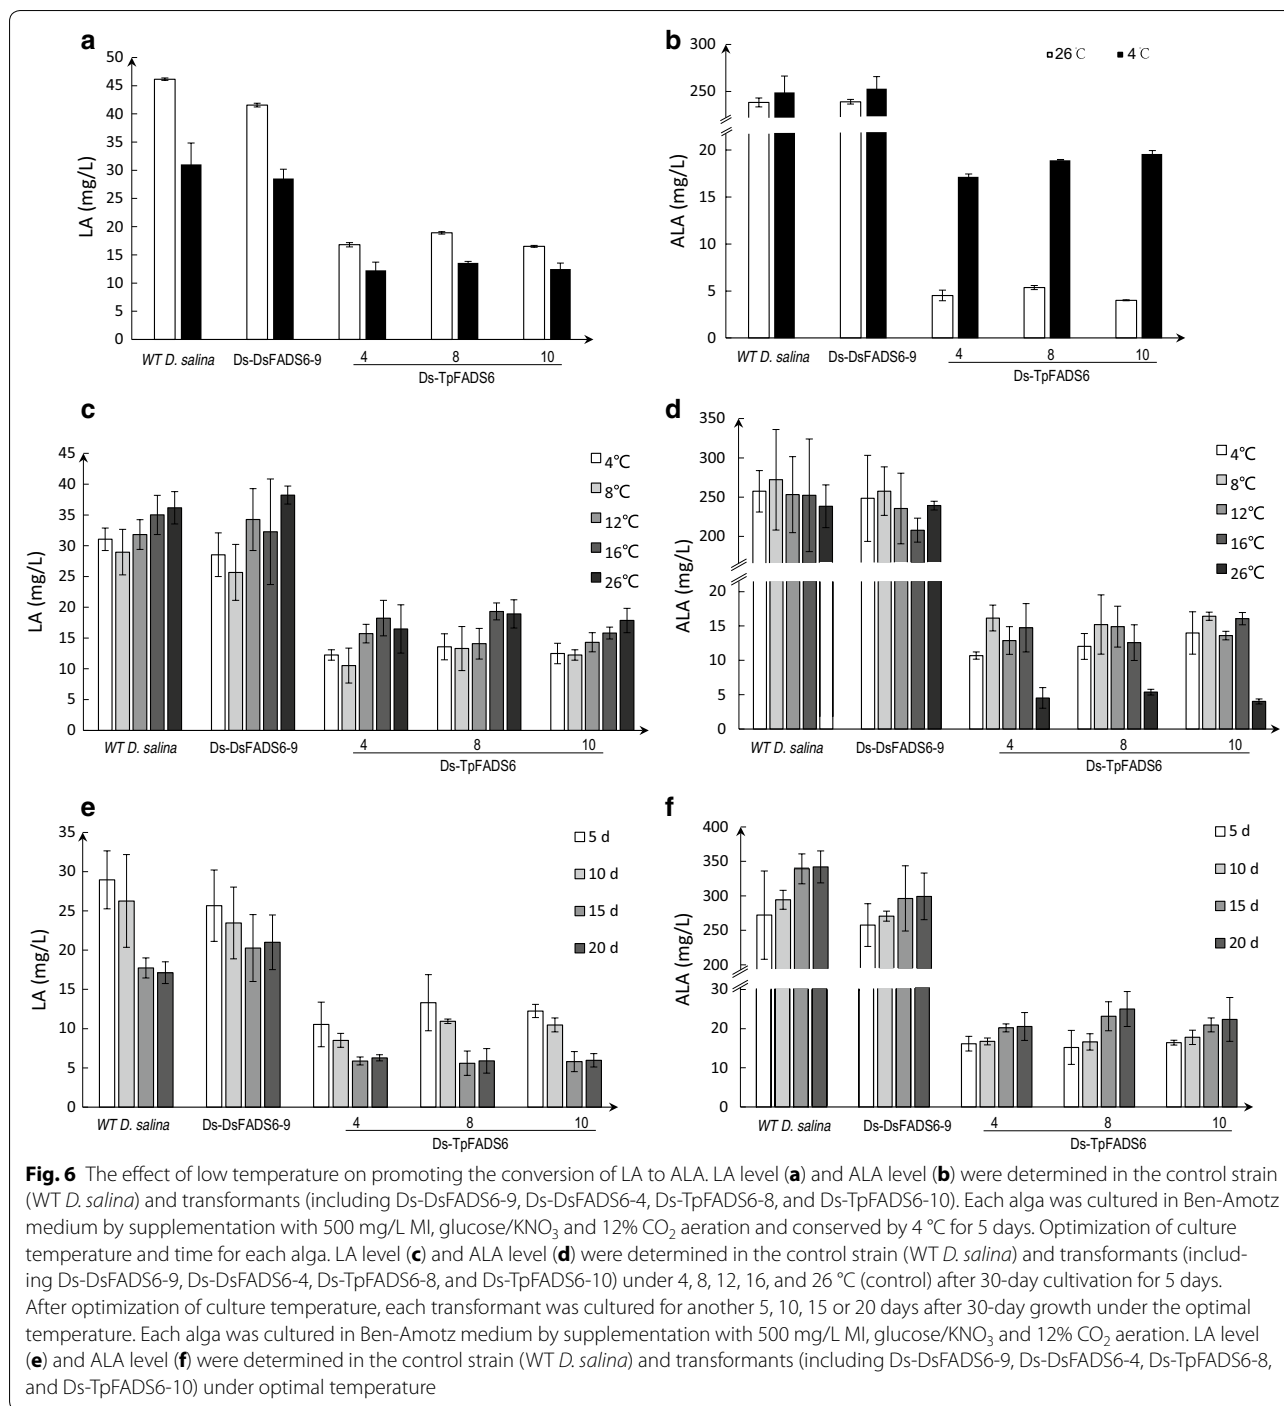 a
50
45
40
35
30
25
20
15
10
5
0
LA (mg/L)
WT D. salina
Ds-DsFADS6-9
4
8
10
Ds-TpFADS6
b
300
250
200
20
15
10
5
0
ALA (mg/L)
26℃
4℃
WT D. salina
Ds-DsFADS6-9
4
8
10
Ds-TpFADS6
c
45
40
35
30
25
20
15
10
5
0
LA (mg/L)
4℃
8℃
12℃
16℃
26℃
WT D. salina
Ds-DsFADS6-9
4
8
10
Ds-TpFADS6
d
350
300
250
200
20
15
10
5
0
ALA (mg/L)
4℃
8℃
12℃
16℃
26℃
WT D. salina
Ds-DsFADS6-9
4
8
10
Ds-TpFADS6
e
35
30
25
20
15
10
5
0
LA (mg/L)
5 d
10 d
15 d
20 d
WT D. salina
Ds-DsFADS6-9
4
8
10
Ds-TpFADS6
f
400
350
300
250
200
30
20
10
0
ALA (mg/L)
5 d
10 d
15 d
20 d
WT D. salina
Ds-DsFADS6-9
4
8
10
Ds-TpFADS6
Fig. 6 The effect of low temperature on promoting the conversion of LA to ALA. LA level (a) and ALA level (b) were determined in the control strain
(WT D. salina) and transformants (including Ds-DsFADS6-9, Ds-DsFADS6-4, Ds-TpFADS6-8, and Ds-TpFADS6-10). Each alga was cultured in Ben-Amotz
medium by supplementation with 500 mg/L MI, glucose/KNO₃ and 12% CO₂ aeration and conserved by 4 °C for 5 days. Optimization of culture
temperature and time for each alga. LA level (c) and ALA level (d) were determined in the control strain (WT D. salina) and transformants (includ-
ing Ds-DsFADS6-9, Ds-DsFADS6-4, Ds-TpFADS6-8, and Ds-TpFADS6-10) under 4, 8, 12, 16, and 26 °C (control) after 30-day cultivation for 5 days.
After optimization of culture temperature, each transformant was cultured for another 5, 10, 15 or 20 days after 30-day growth under the optimal
temperature. Each alga was cultured in Ben-Amotz medium by supplementation with 500 mg/L MI, glucose/KNO₃ and 12% CO₂ aeration. LA level
(e) and ALA level (f) were determined in the control strain (WT D. salina) and transformants (including Ds-DsFADS6-9, Ds-DsFADS6-4, Ds-TpFADS6-8,
and Ds-TpFADS6-10) under optimal temperature